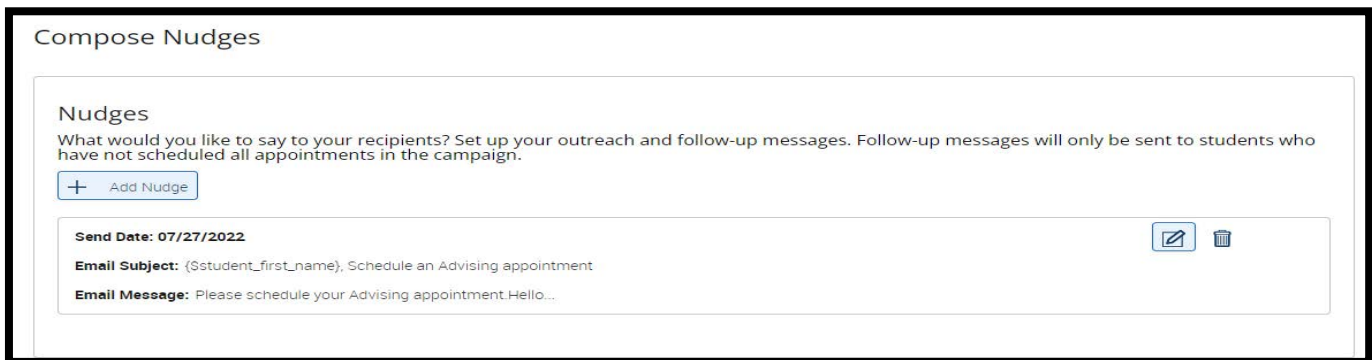 Compose Nudges
Nudges
What would you like to say to your recipients? Set up your outreach and follow-up messages. Follow-up messages will only be sent to students who
have not scheduled all appointments in the campaign.
+ Add Nudge
Send Date: 07/27/2022
Email Subject: {$student_first_name}, Schedule an Advising appointment
Email Message: Please schedule your Advising appointment.Hello...